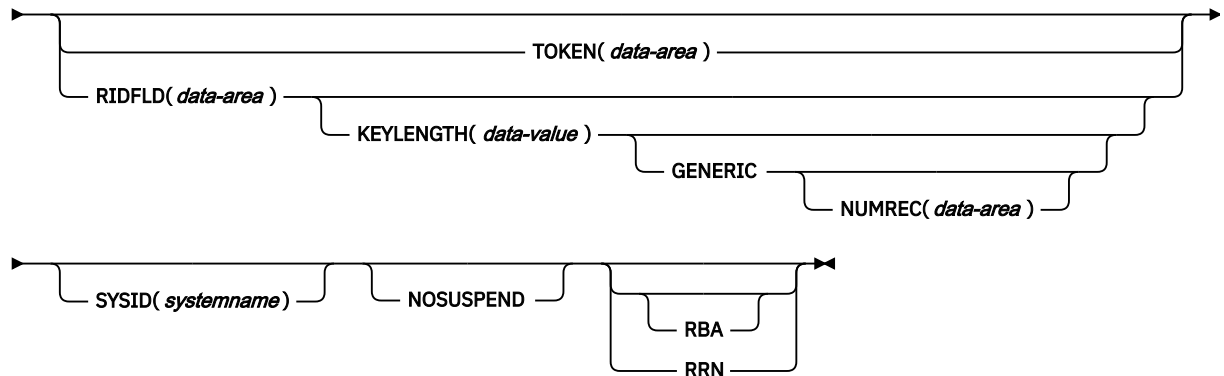 TOKEN( data-area )
RIDFLD( data-area )
KEYLENGTH( data-value )
GENERIC
NUMREC( data-area )
SYSID( systemname )
NOSUSPEND
RBA
RRN